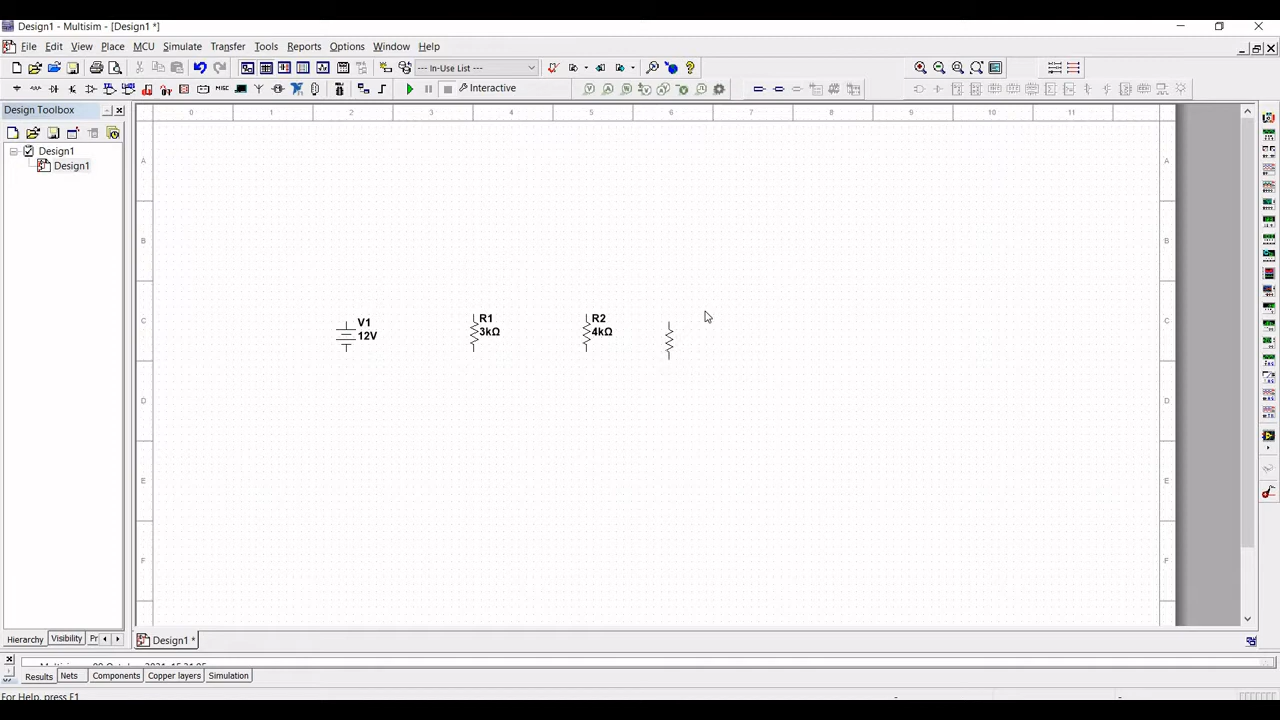 Design1 - Multisim - [Design1 *]
File Edit View Place MCU Simulate Transfer Tools Reports Options Window Help
--- In-Use List ---
Interactive
Design Toolbox
0 1 2 3 4 5 6 7 8 9 10 11
Design1
Design1
A A
B B
C C
D D
E E
F F
V1
12V
R1
3kΩ
R2
4kΩ
Hierarchy Visibility Pr
Design1 *
Results Nets Components Copper layers Simulation
For Help, press F1